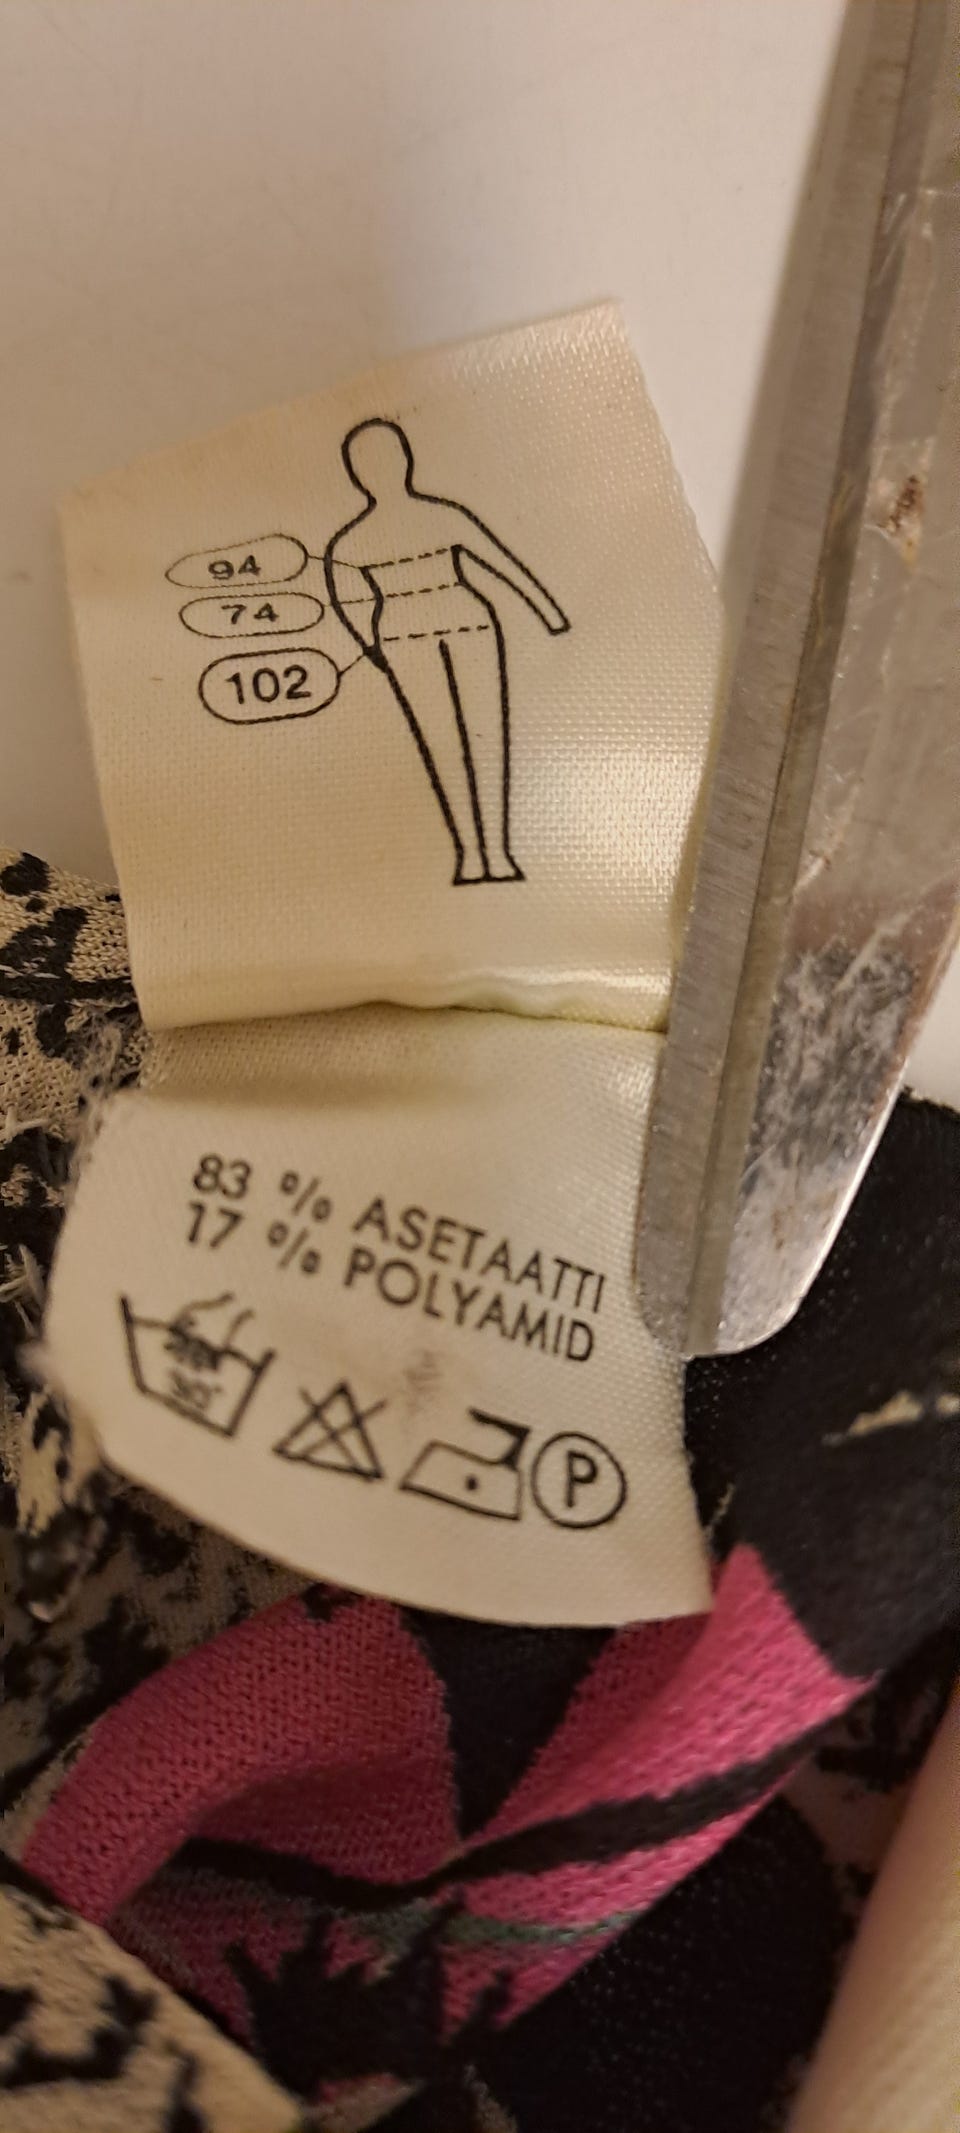 94
74
102
83 % ASETAATTI
17 % POLYAMID
30°
P